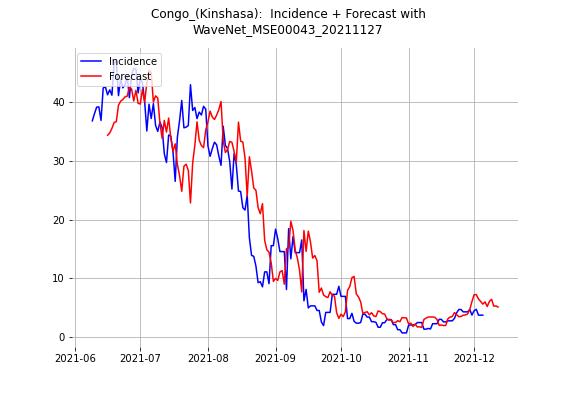 Congo_(Kinshasa):  Incidence + Forecast with
WaveNet_MSE00043_20211127
Incidence
Forecast
40
30
20
10
0
2021-06 2021-07 2021-08 2021-09 2021-10 2021-11 2021-12